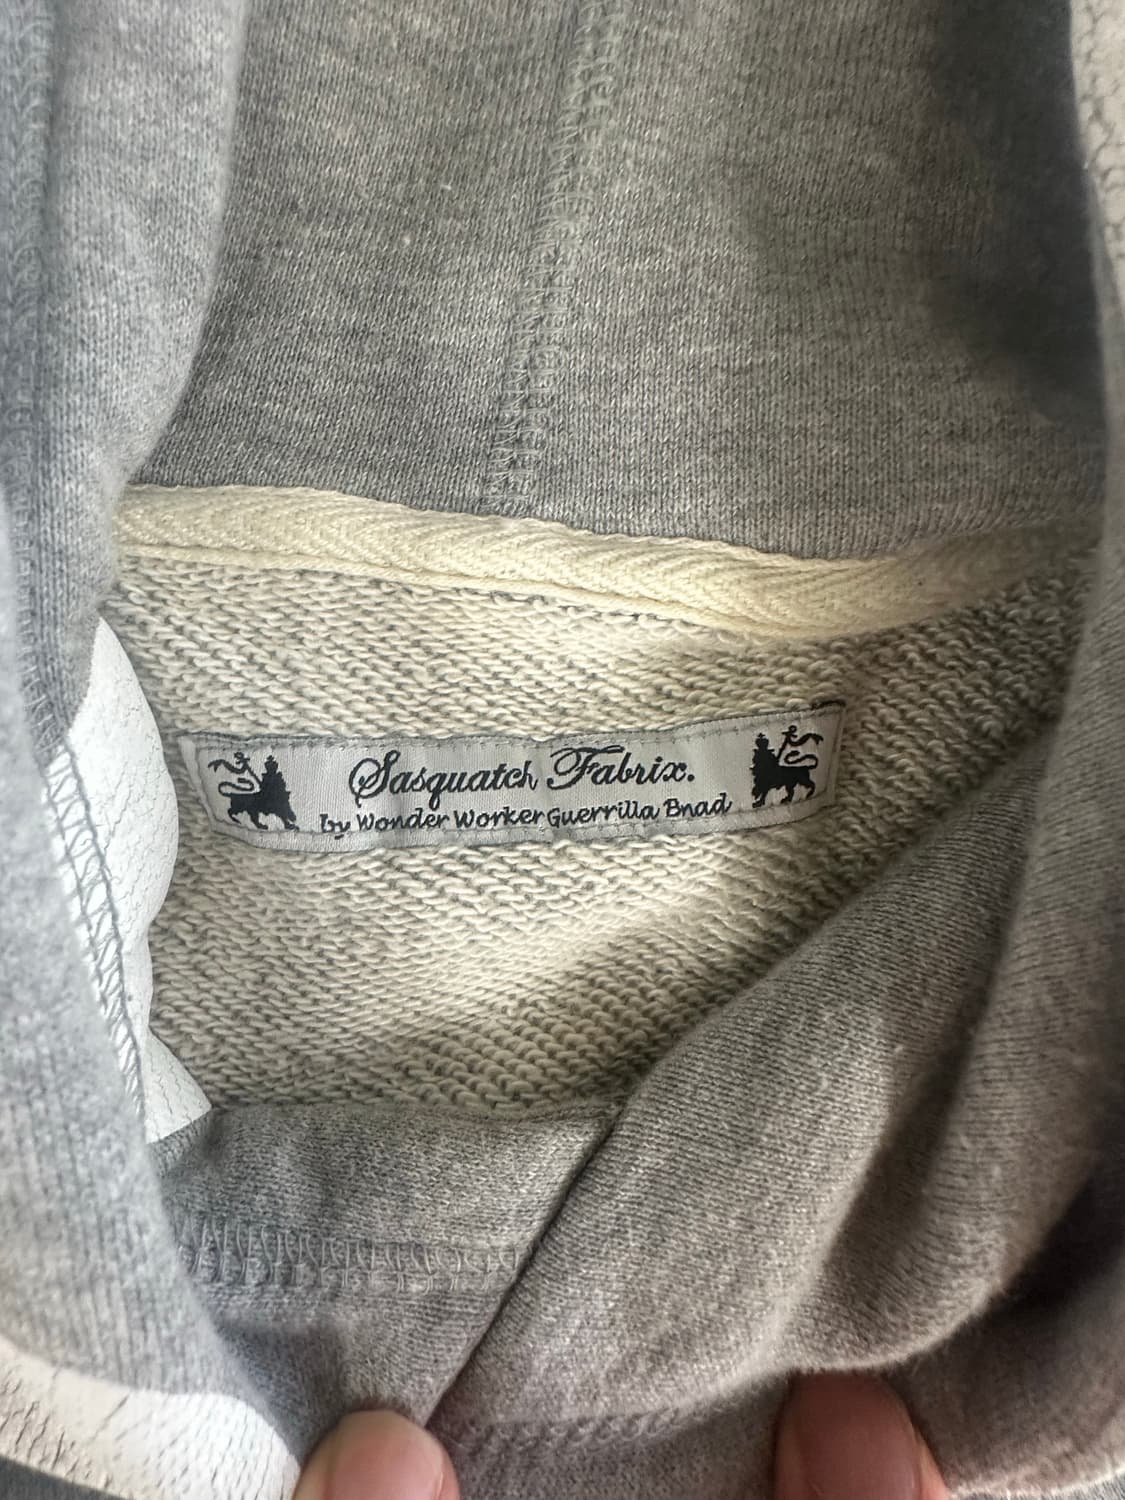 Sasquatch Fabrix.
by Wonder Worker Guerrilla Bnad